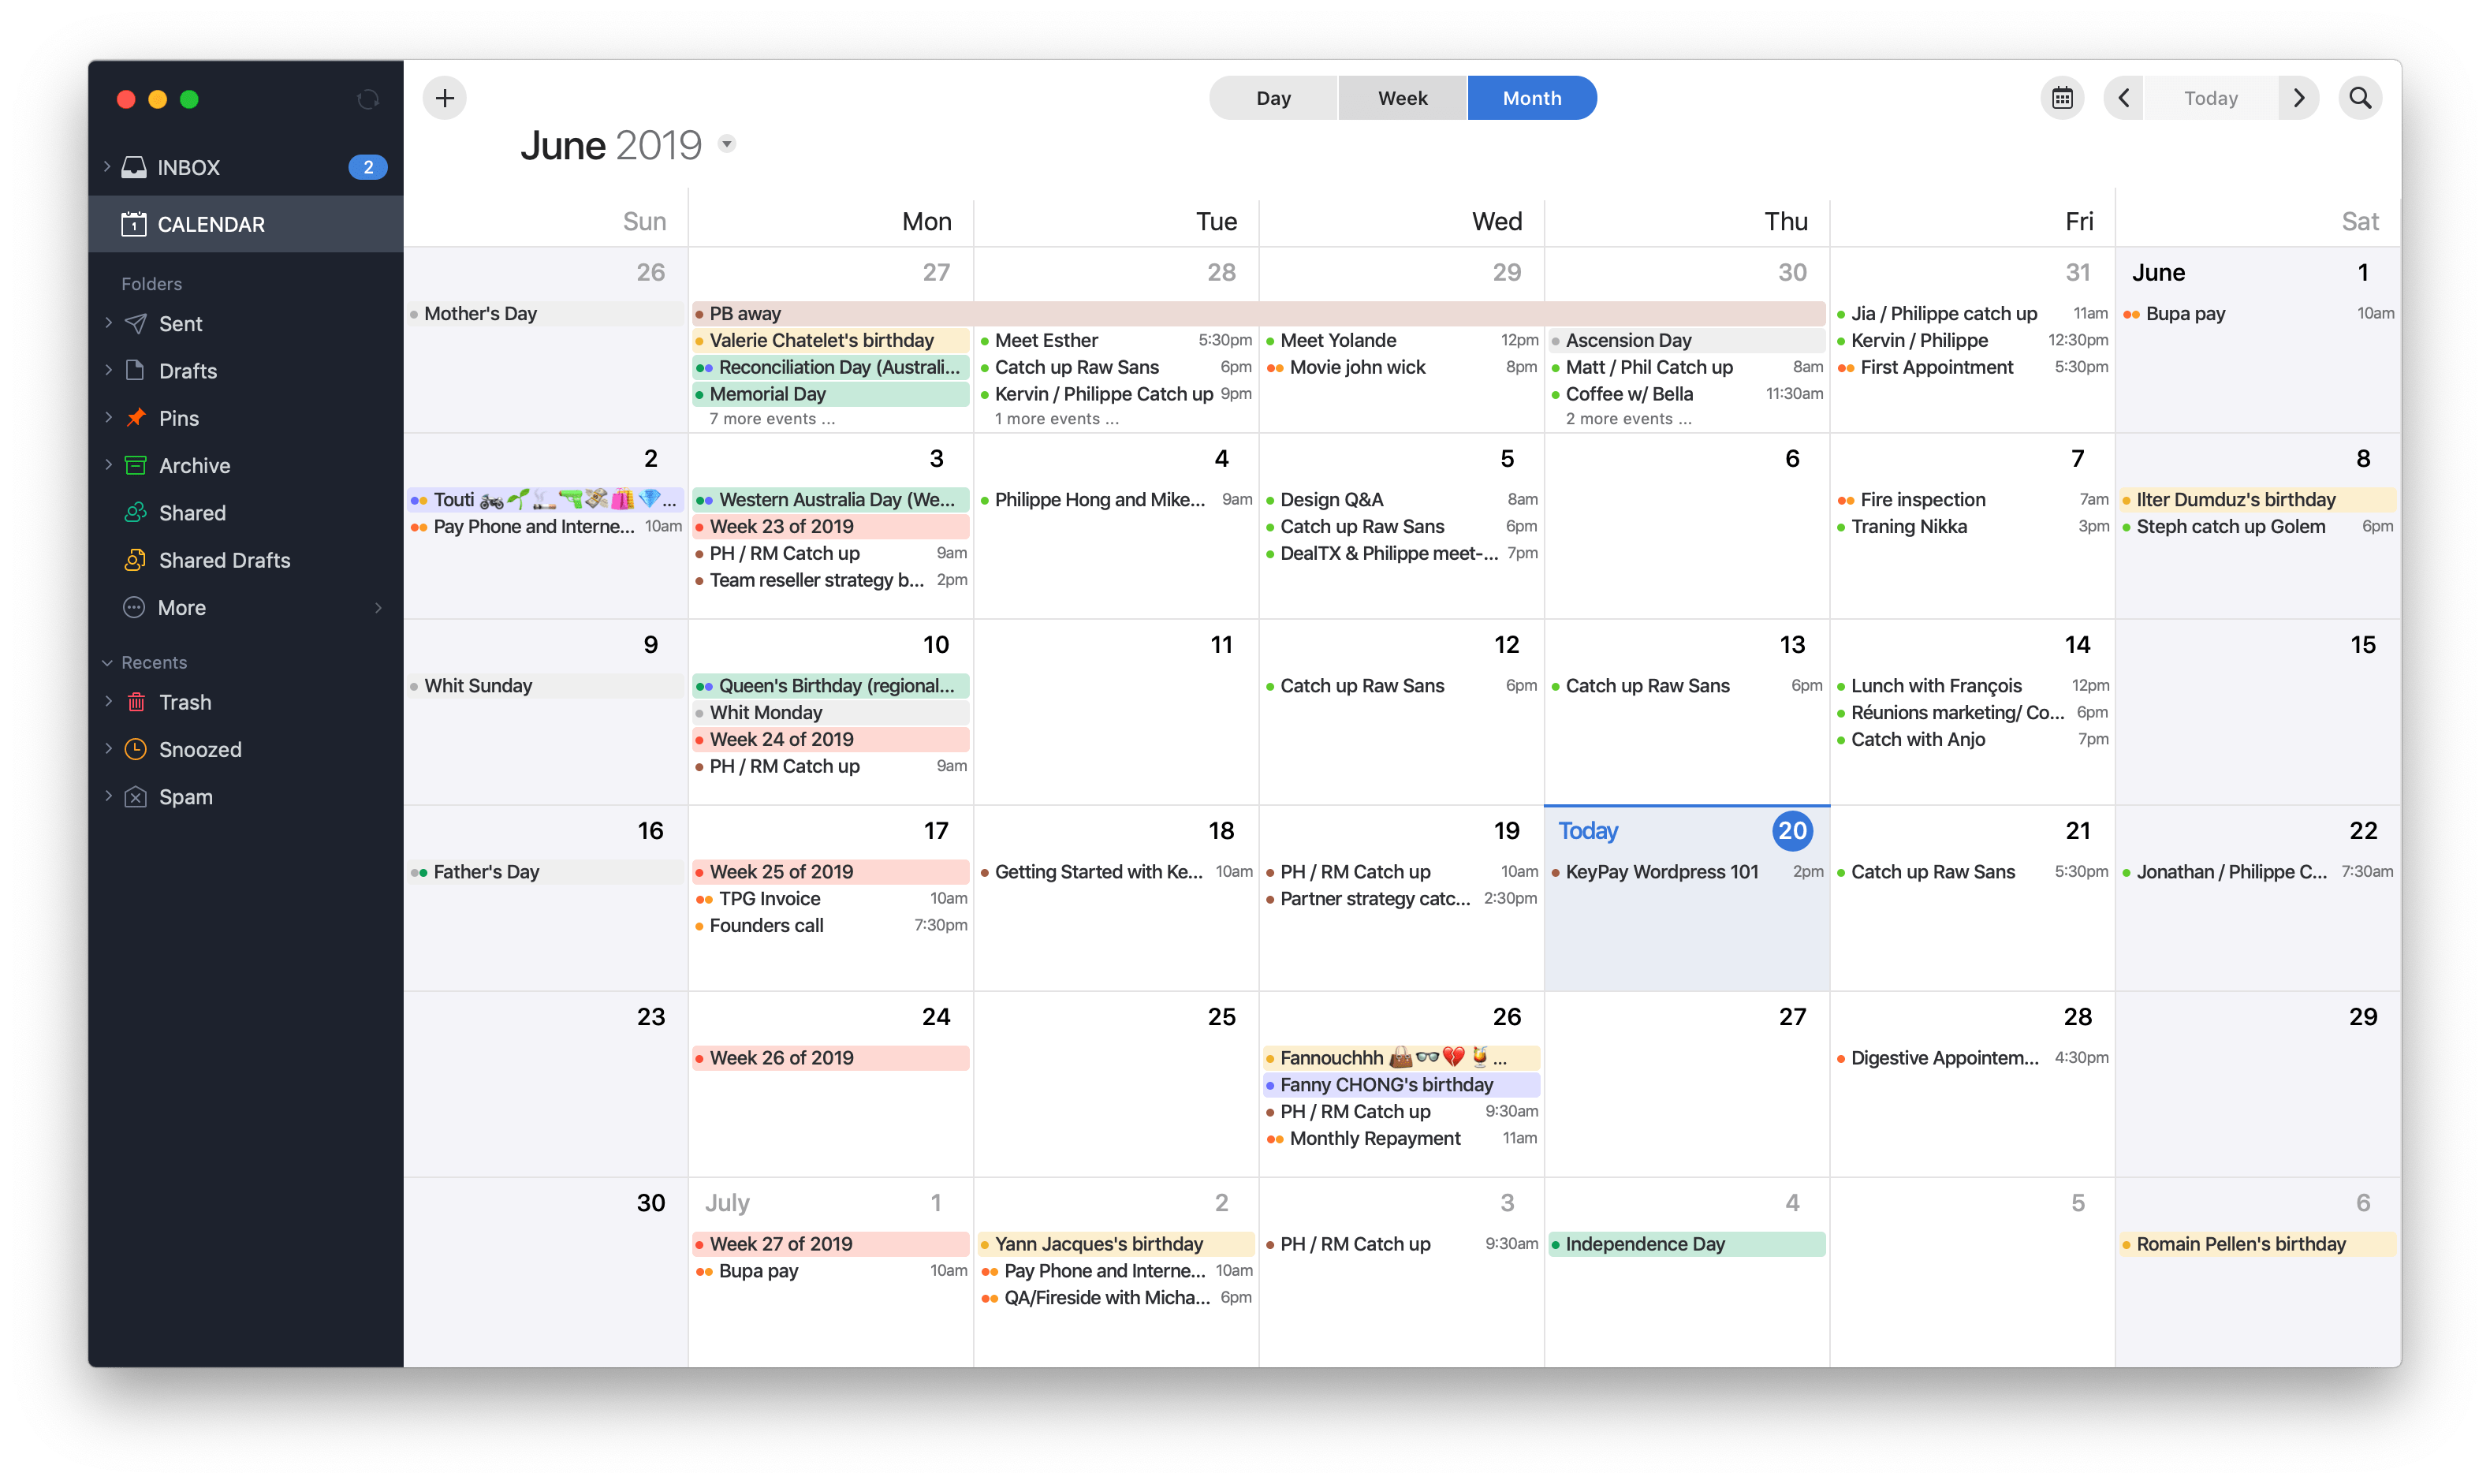 INBOX 2
CALENDAR
Folders
Sent
Drafts
Pins
Archive
Shared
Shared Drafts
More
Recents
Trash
Snoozed
Spam
Day Week Month
Today
June 2019
Sun Mon Tue Wed Thu Fri Sat
26
Mother's Day
27
PB away
Valerie Chatelet's birthday
Reconciliation Day (Australi...
Memorial Day
7 more events ...
28
Meet Esther 5:30pm
Catch up Raw Sans 6pm
Kervin / Philippe Catch up 9pm
1 more events ...
29
Meet Yolande 12pm
Movie john wick 8pm
30
Ascension Day
Matt / Phil Catch up 8am
Coffee w/ Bella 11:30am
2 more events ...
31
Jia / Philippe catch up 11am
Kervin / Philippe 12:30pm
First Appointment 5:30pm
June 1
Bupa pay 10am
2
Touti 🏍🌱🚬🔫💸🛍💎...
Pay Phone and Interne... 10am
3
Western Australia Day (We...
Week 23 of 2019
PH / RM Catch up 9am
Team reseller strategy b... 2pm
4
Philippe Hong and Mike... 9am
5
Design Q&A 8am
Catch up Raw Sans 6pm
DealTX & Philippe meet-... 7pm
6
7
Fire inspection 7am
Traning Nikka 3pm
8
Ilter Dumduz's birthday
Steph catch up Golem 6pm
9
Whit Sunday
10
Queen's Birthday (regional...
Whit Monday
Week 24 of 2019
PH / RM Catch up 9am
11
12
Catch up Raw Sans 6pm
13
Catch up Raw Sans 6pm
14
Lunch with François 12pm
Réunions marketing/ Co... 6pm
Catch with Anjo 7pm
15
16
Father's Day
17
Week 25 of 2019
TPG Invoice 10am
Founders call 7:30pm
18
Getting Started with Ke... 10am
19
PH / RM Catch up 10am
Partner strategy catc... 2:30pm
Today 20
KeyPay Wordpress 101 2pm
21
Catch up Raw Sans 5:30pm
22
Jonathan / Philippe C... 7:30am
23
24
Week 26 of 2019
25
26
Fannouchhh 👜👓💔🍹...
Fanny CHONG's birthday
PH / RM Catch up 9:30am
Monthly Repayment 11am
27
28
Digestive Appointem... 4:30pm
29
30
July 1
Week 27 of 2019
Bupa pay 10am
2
Yann Jacques's birthday
Pay Phone and Interne... 10am
QA/Fireside with Micha... 6pm
3
PH / RM Catch up 9:30am
4
Independence Day
5
6
Romain Pellen's birthday